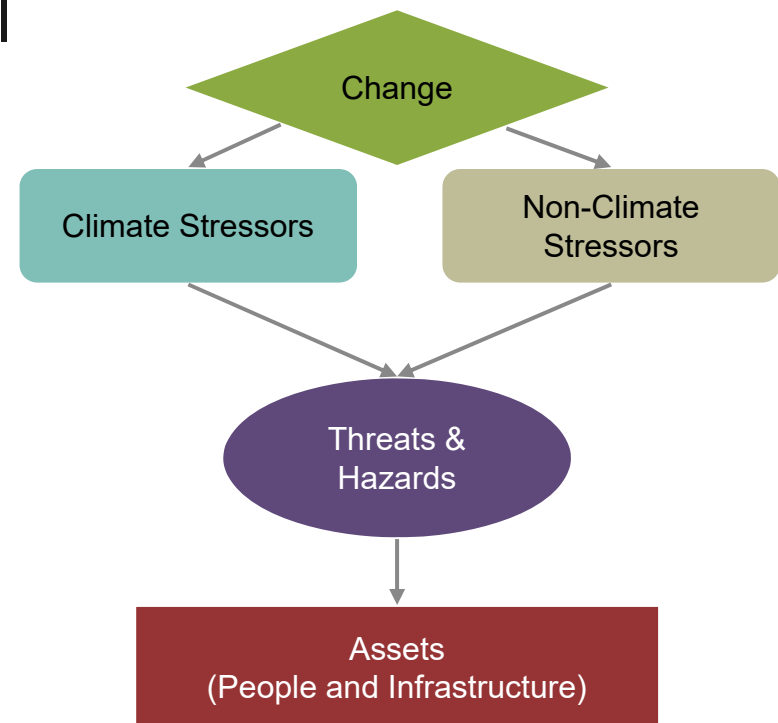 Change
Climate Stressors
Non-Climate
Stressors
Threats &
Hazards
Assets
(People and Infrastructure)